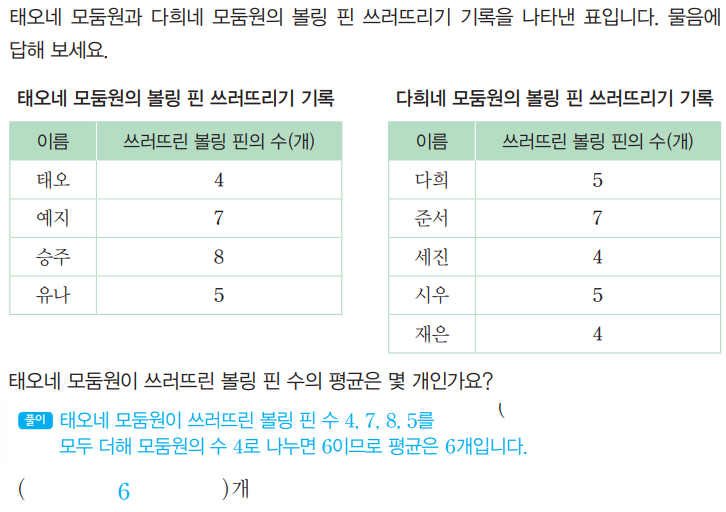 태오네 모둠원과 다희네 모둠원의 볼링 핀 쓰러뜨리기 기록을 나타낸 표입니다. 물음에
답해 보세요.
태오네 모둠원의 볼링 핀 쓰러뜨리기 기록
이름 쓰러뜨린 볼링 핀의 수(개)
태오 4
예지 7
승주 8
유나 5
다희네 모둠원의 볼링 핀 쓰러뜨리기 기록
이름 쓰러뜨린 볼링 핀의 수(개)
다희 5
준서 7
세진 4
시우 5
재은 4
태오네 모둠원이 쓰러뜨린 볼링 핀 수의 평균은 몇 개인가요?
풀이 태오네 모둠원이 쓰러뜨린 볼링 핀 수 4, 7, 8, 5를
모두 더해 모둠원의 수 4로 나누면 6이므로 평균은 6개입니다.
( 6 )개